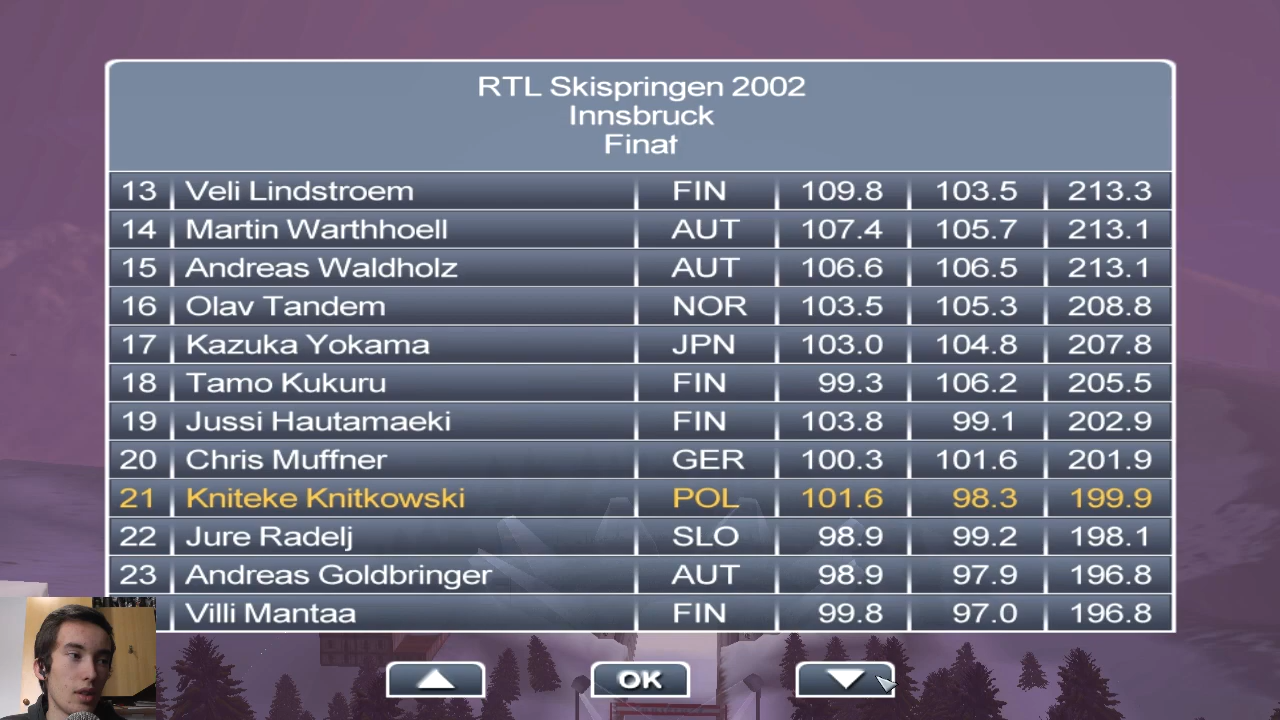 RTL Skispringen 2002
Innsbruck
Finat
13 Veli Lindstroem FIN 109.8 103.5 213.3
14 Martin Warthhoell AUT 107.4 105.7 213.1
15 Andreas Waldholz AUT 106.6 106.5 213.1
16 Olav Tandem NOR 103.5 105.3 208.8
17 Kazuka Yokama JPN 103.0 104.8 207.8
18 Tamo Kukuru FIN 99.3 106.2 205.5
19 Jussi Hautamaeki FIN 103.8 99.1 202.9
20 Chris Muffner GER 100.3 101.6 201.9
21 Kniteke Knitkowski POL 101.6 98.3 199.9
22 Jure Radelj SLO 98.9 99.2 198.1
23 Andreas Goldbringer AUT 98.9 97.9 196.8
Villi Mantaa FIN 99.8 97.0 196.8
OK